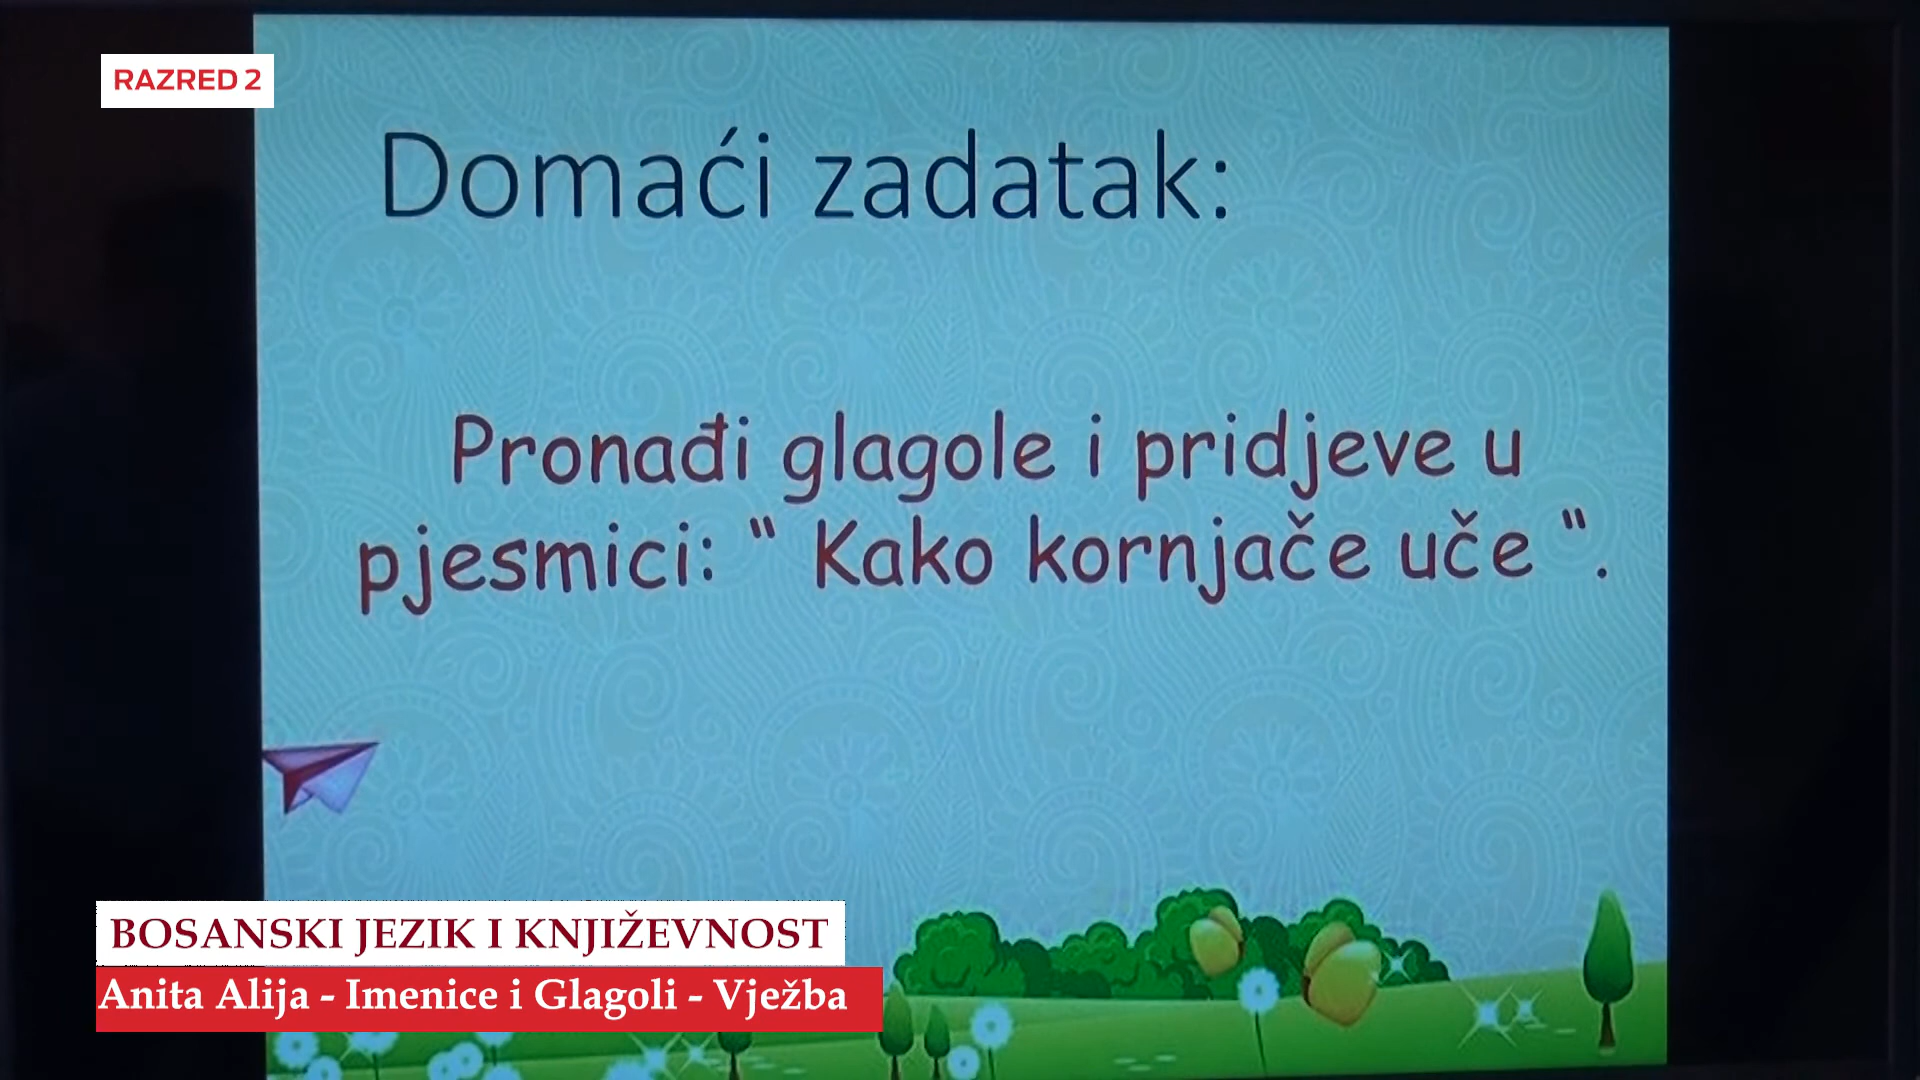 RAZRED 2
Domaći zadatak:
Pronađi glagole i pridjeve u
pjesmici: " Kako kornjače uče ".
BOSANSKI JEZIK I KNJIŽEVNOST
Anita Alija - Imenice i Glagoli - Vježba